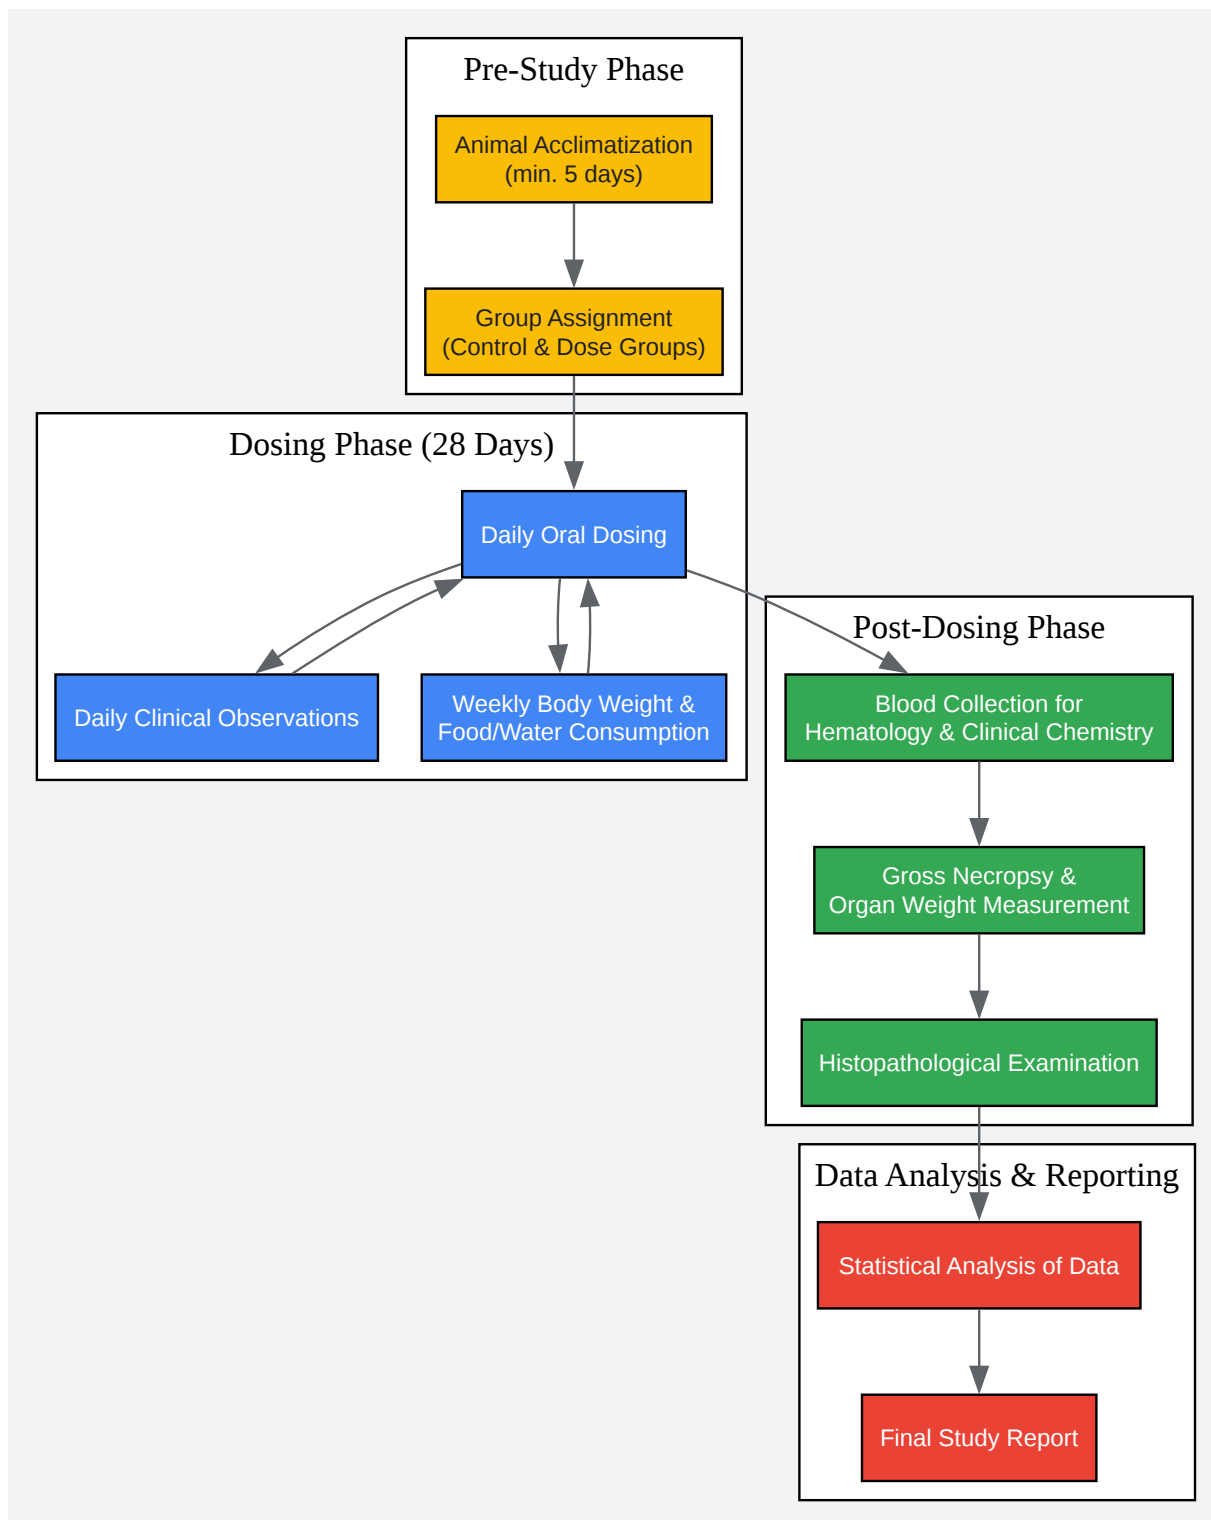 Pre-Study Phase
Animal Acclimatization
(min. 5 days)
Group Assignment
(Control & Dose Groups)
Dosing Phase (28 Days)
Daily Oral Dosing
Daily Clinical Observations
Weekly Body Weight &
Food/Water Consumption
Post-Dosing Phase
Blood Collection for
Hematology & Clinical Chemistry
Gross Necropsy &
Organ Weight Measurement
Histopathological Examination
Data Analysis & Reporting
Statistical Analysis of Data
Final Study Report